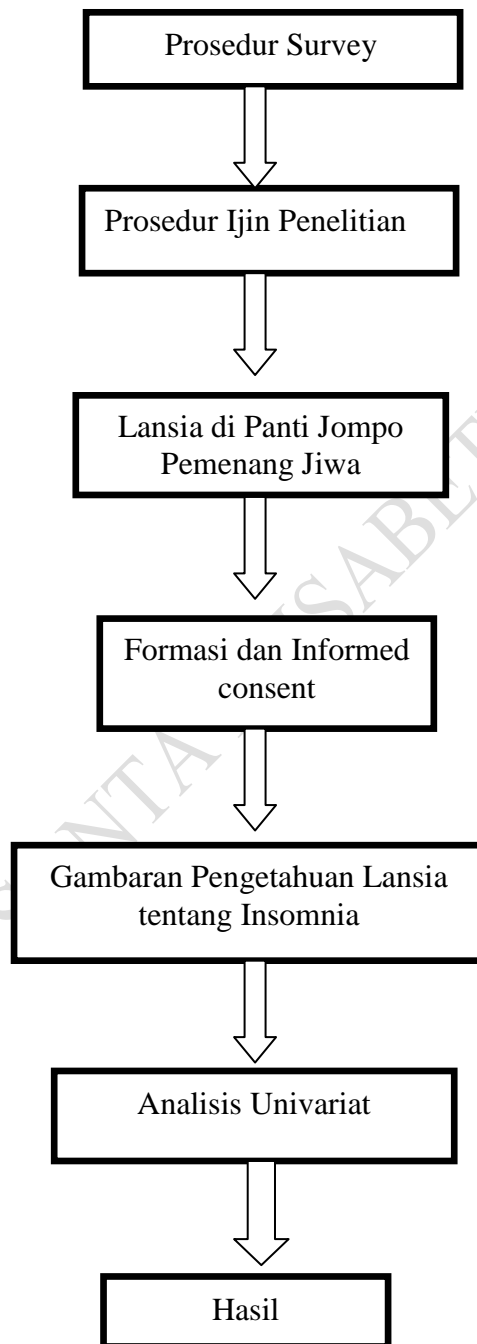 Prosedur Survey
Prosedur Ijin Penelitian
Lansia di Panti Jompo
Pemenang Jiwa
Formasi dan Informed
consent
Gambaran Pengetahuan Lansia
tentang Insomnia
Analisis Univariat
Hasil